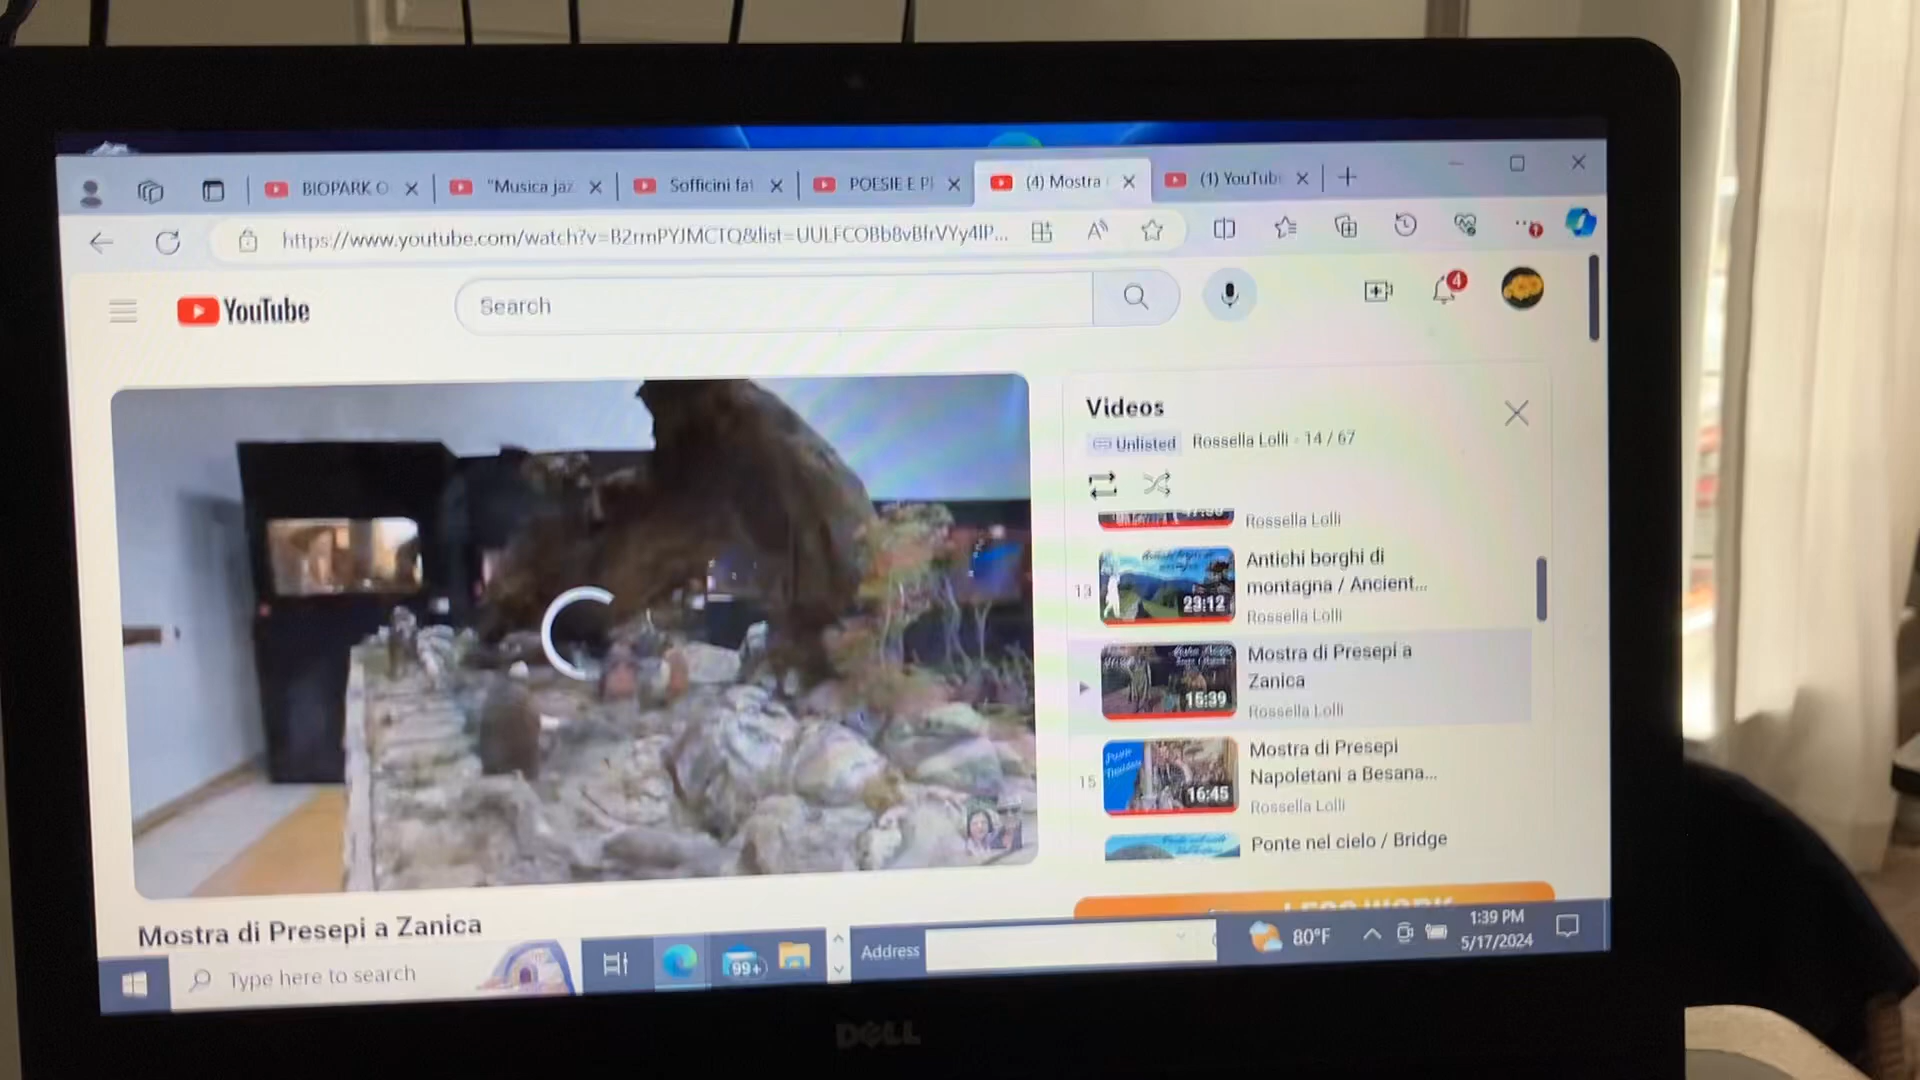 BIOPARK O
"Musica jaz
Sofficini fat
POESIE E PI
(4) Mostra
(1) YouTub
https://www.youtube.com/watch?v=B2rmPYJMCTQ&list=UULFCOBb8vBfrVYy4IP...
YouTube
Search
4
Videos
Unlisted
Rossella Lolli - 14 / 67
Rossella Lolli
13
23:12
Antichi borghi di
montagna / Ancient...
Rossella Lolli
15:39
Mostra di Presepi a
Zanica
Rossella Lolli
15
16:45
Mostra di Presepi
Napoletani a Besana...
Rossella Lolli
Ponte nel cielo / Bridge
Mostra di Presepi a Zanica
Type here to search
99+
Address
80°F
1:39 PM
5/17/2024
DELL